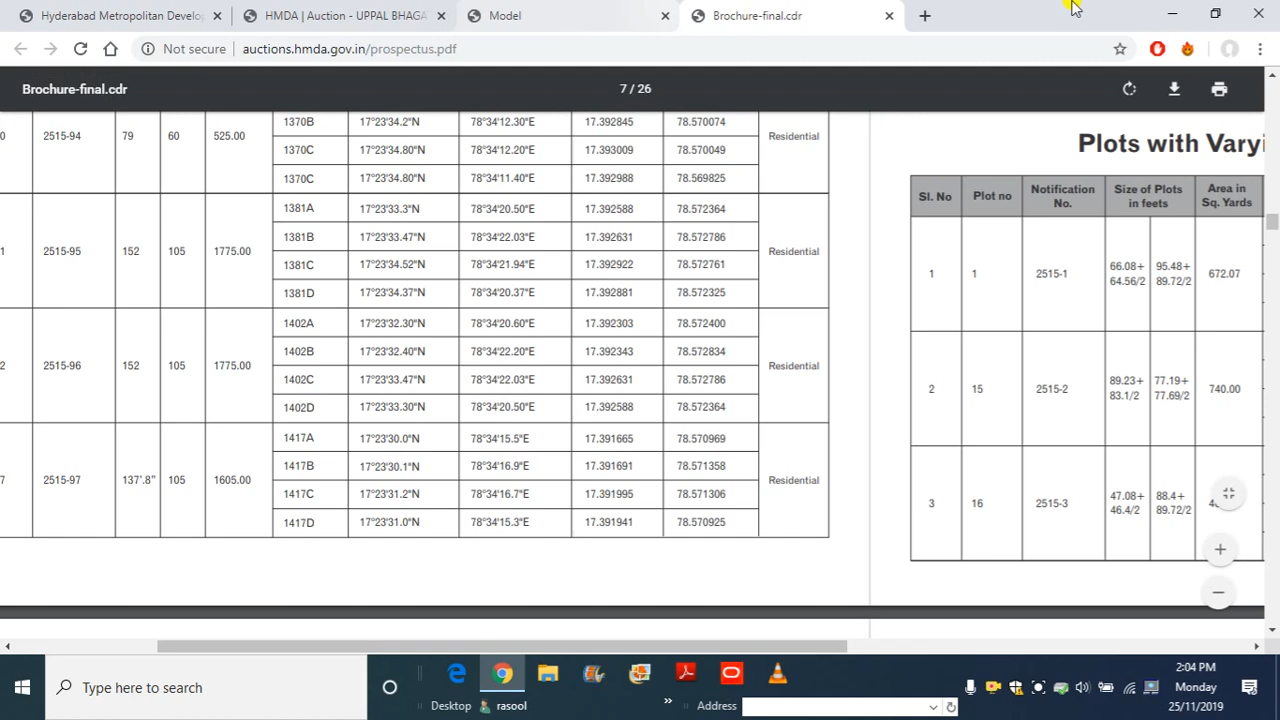 Hyderabad Metropolitan Develo
HMDA | Auction - UPPAL BHAGA
Model
Brochure-final.cdr
Not secure
auctions.hmda.gov.in/prospectus.pdf
Brochure-final.cdr
7 / 26
0 2515-94 79 60 525.00 1370B 17°23'34.2"N 78°34'12.30"E 17.392845 78.570074 Residential
1370C 17°23'34.80"N 78°34'12.20"E 17.393009 78.570049
1370C 17°23'34.80"N 78°34'11.40"E 17.392988 78.569825
1 2515-95 152 105 1775.00 1381A 17°23'33.3"N 78°34'20.50"E 17.392588 78.572364 Residential
1381B 17°23'33.47"N 78°34'22.03"E 17.392631 78.572786
1381C 17°23'34.52"N 78°34'21.94"E 17.392922 78.572761
1381D 17°23'34.37"N 78°34'20.37"E 17.392881 78.572325
2 2515-96 152 105 1775.00 1402A 17°23'32.30"N 78°34'20.60"E 17.392303 78.572400 Residential
1402B 17°23'32.40"N 78°34'22.20"E 17.392343 78.572834
1402C 17°23'33.47"N 78°34'22.03"E 17.392631 78.572786
1402D 17°23'33.30"N 78°34'20.50"E 17.392588 78.572364
7 2515-97 137'.8" 105 1605.00 1417A 17°23'30.0"N 78°34'15.5"E 17.391665 78.570969 Residential
1417B 17°23'30.1"N 78°34'16.9"E 17.391691 78.571358
1417C 17°23'31.2"N 78°34'16.7"E 17.391995 78.571306
1417D 17°23'31.0"N 78°34'15.3"E 17.391941 78.570925
Plots with Varyi
Sl. No Plot no Notification No. Size of Plots in feets Area in Sq. Yards
1 1 2515-1 66.08+ 64.56/2 95.48+ 89.72/2 672.07
2 15 2515-2 89.23+ 83.1/2 77.19+ 77.69/2 740.00
3 16 2515-3 47.08+ 46.4/2 88.4+ 89.72/2
Type here to search
Desktop
rasool
»
Address
2:04 PM
Monday
25/11/2019